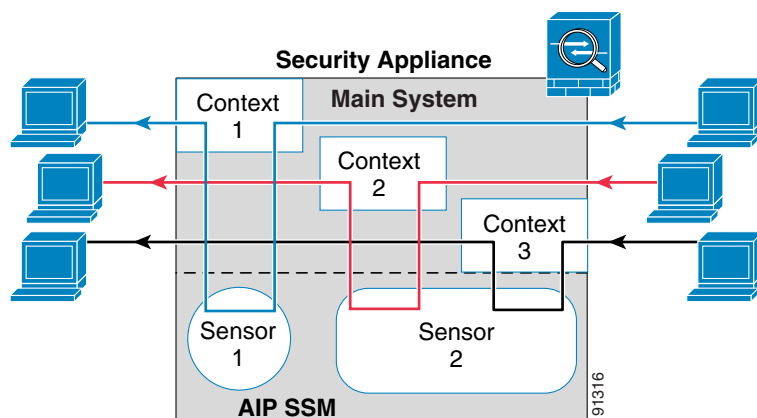 Security Appliance
Context
1
Main System
Context
2
Context
3
Sensor
1
Sensor
2
AIP SSM
91316